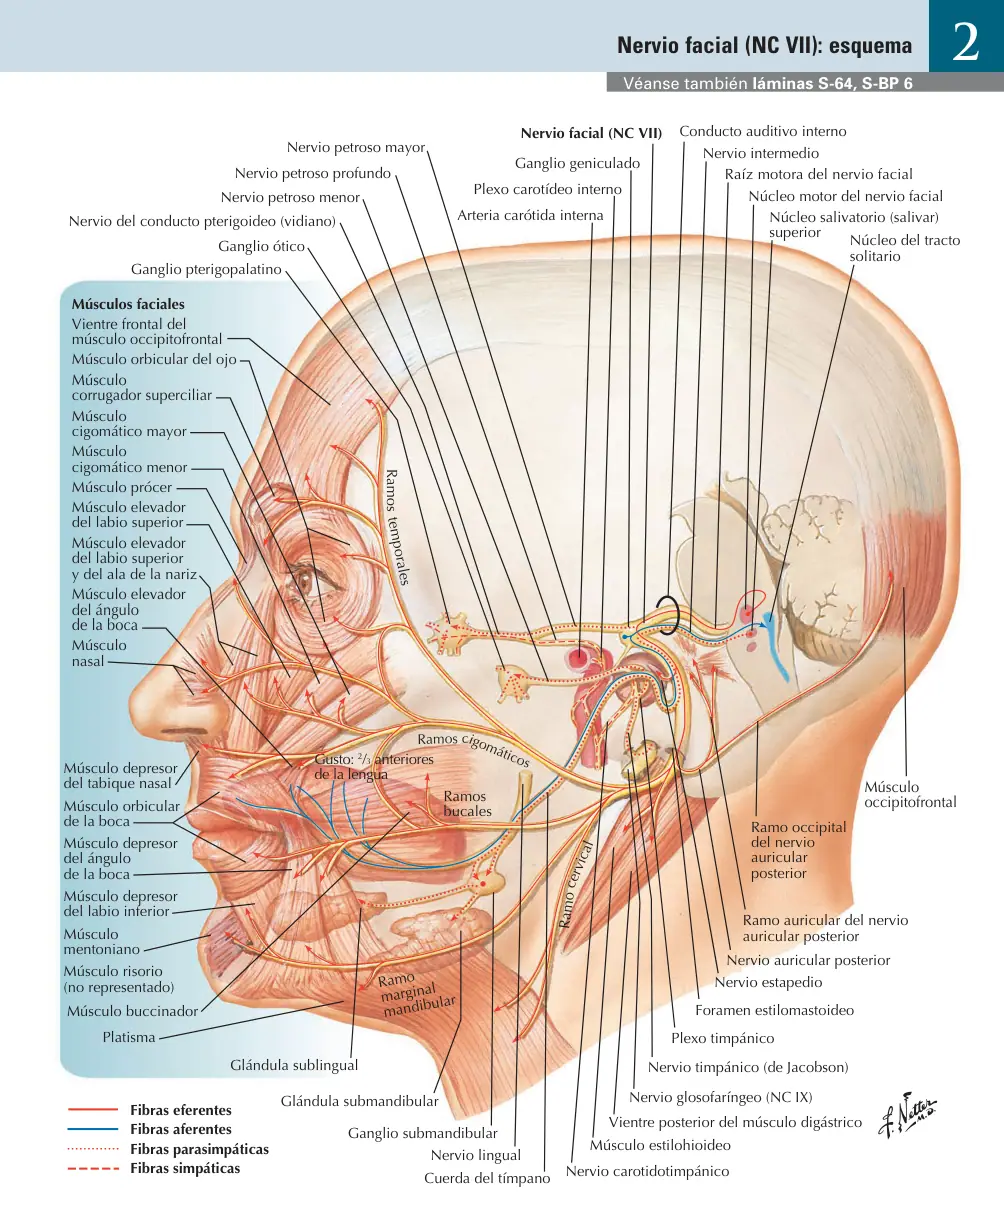 Nervio facial (NC VII): esquema
2
Véanse también láminas S-64, S-BP 6
Nervio petroso mayor
Nervio petroso profundo
Nervio petroso menor
Nervio del conducto pterigoideo (vidiano)
Ganglio ótico
Ganglio pterigopalatino
Nervio facial (NC VII)
Ganglio geniculado
Plexo carotídeo interno
Arteria carótida interna
Conducto auditivo interno
Nervio intermedio
Raíz motora del nervio facial
Núcleo motor del nervio facial
Núcleo salivatorio (salivar)
superior
Núcleo del tracto
solitario
Músculos faciales
Vientre frontal del
músculo occipitofrontal
Músculo orbicular del ojo
Músculo
corrugador superciliar
Músculo
cigomático mayor
Músculo
cigomático menor
Músculo prócer
Músculo elevador
del labio superior
Músculo elevador
del labio superior
y del ala de la nariz
Músculo elevador
del ángulo
de la boca
Músculo
nasal
Músculo depresor
del tabique nasal
Músculo orbicular
de la boca
Músculo depresor
del ángulo
de la boca
Músculo depresor
del labio inferior
Músculo
mentoniano
Músculo risorio
(no representado)
Músculo buccinador
Platisma
Ramos temporales
Ramos cigomáticos
Gusto: 2/3 anteriores
de la lengua
Ramos
bucales
Ramo cervical
Ramo
marginal
mandibular
Músculo
occipitofrontal
Ramo occipital
del nervio
auricular
posterior
Ramo auricular del nervio
auricular posterior
Nervio auricular posterior
Nervio estapedio
Foramen estilomastoideo
Plexo timpánico
Nervio timpánico (de Jacobson)
Nervio glosofaríngeo (NC IX)
Vientre posterior del músculo digástrico
Músculo estilohioideo
Nervio carotidotimpánico
Glándula sublingual
Glándula submandibular
Ganglio submandibular
Nervio lingual
Cuerda del tímpano
Fibras eferentes
Fibras aferentes
Fibras parasimpáticas
Fibras simpáticas
F. Netter
M.D.